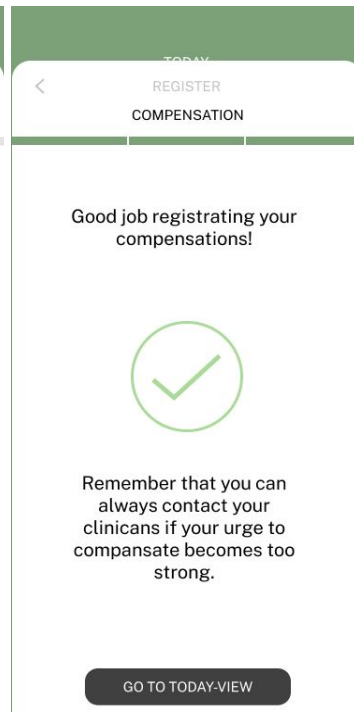 TODAY
REGISTER
COMPENSATION
Good job registrating your
compensations!
Remember that you can
always contact your
clinicans if your urge to
compansate becomes too
strong.
GO TO TODAY-VIEW